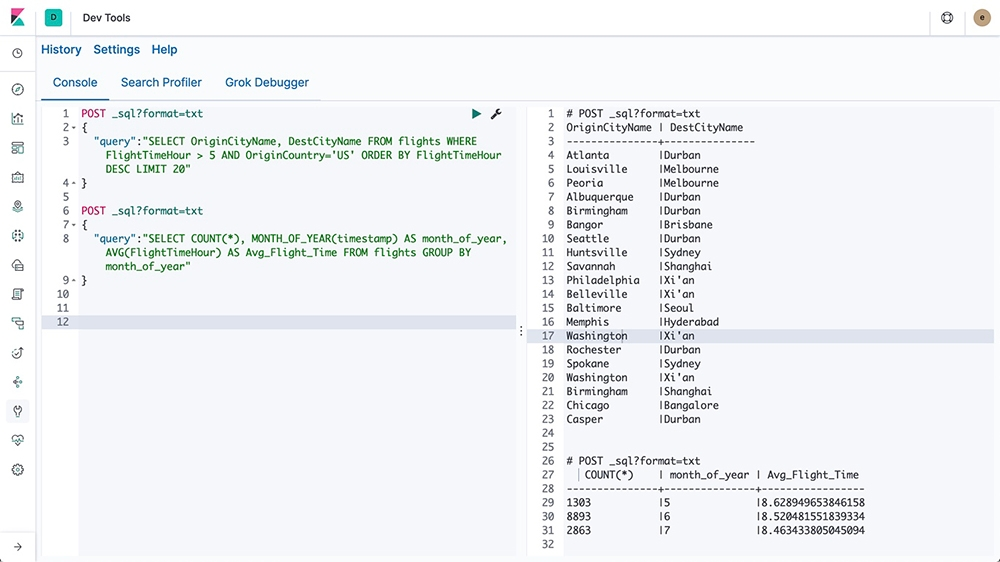 D Dev Tools e
History Settings Help
Console Search Profiler Grok Debugger
1 POST _sql?format=txt
2 {
3 "query":"SELECT OriginCityName, DestCityName FROM flights WHERE
FlightTimeHour > 5 AND OriginCountry='US' ORDER BY FlightTimeHour
DESC LIMIT 20"
4 }
5
6 POST _sql?format=txt
7 {
8 "query":"SELECT COUNT(*), MONTH_OF_YEAR(timestamp) AS month_of_year,
AVG(FlightTimeHour) AS Avg_Flight_Time FROM flights GROUP BY
month_of_year"
9 }
10
11
12
1 # POST _sql?format=txt
2 OriginCityName | DestCityName
3 ---------------+---------------
4 Atlanta |Durban
5 Louisville |Melbourne
6 Peoria |Melbourne
7 Albuquerque |Durban
8 Birmingham |Durban
9 Bangor |Brisbane
10 Seattle |Durban
11 Huntsville |Sydney
12 Savannah |Shanghai
13 Philadelphia |Xi'an
14 Belleville |Xi'an
15 Baltimore |Seoul
16 Memphis |Hyderabad
17 Washington |Xi'an
18 Rochester |Durban
19 Spokane |Sydney
20 Washington |Xi'an
21 Birmingham |Shanghai
22 Chicago |Bangalore
23 Casper |Durban
24
25
26 # POST _sql?format=txt
27 COUNT(*) | month_of_year | Avg_Flight_Time
28 ---------------+---------------+-----------------
29 1303 |5 |8.628949653846158
30 8893 |6 |8.520481551839334
31 2863 |7 |8.463433805045094
32